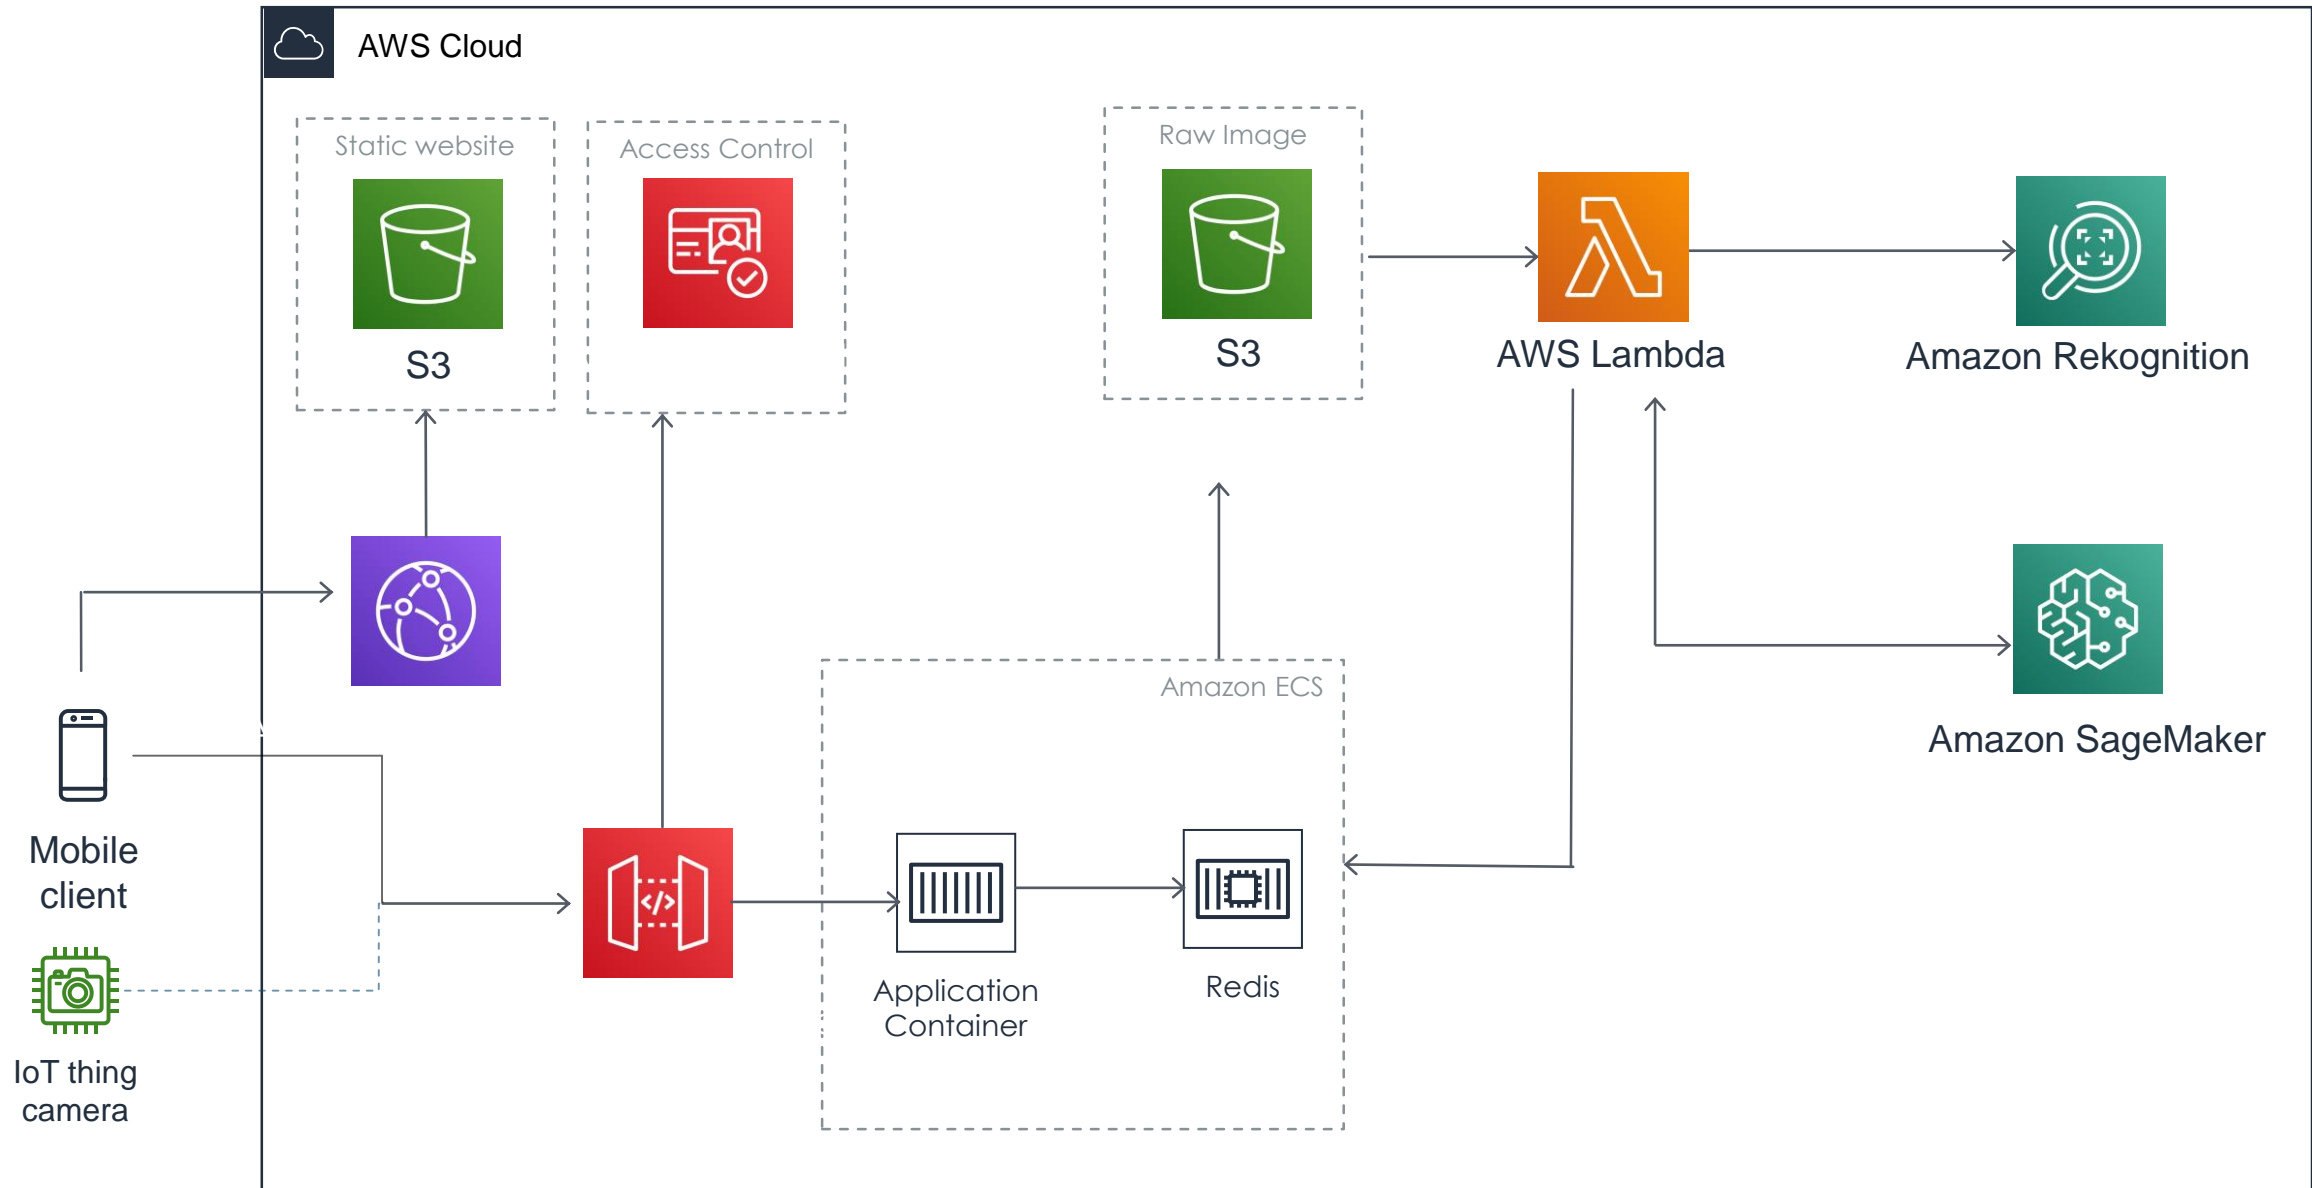 AWS Cloud
Static website
S3
Access Control
Raw Image
S3
AWS Lambda
Amazon Rekognition
Amazon ECS
Amazon SageMaker
Mobile
client
</>
Application
Container
Redis
IoT thing
camera